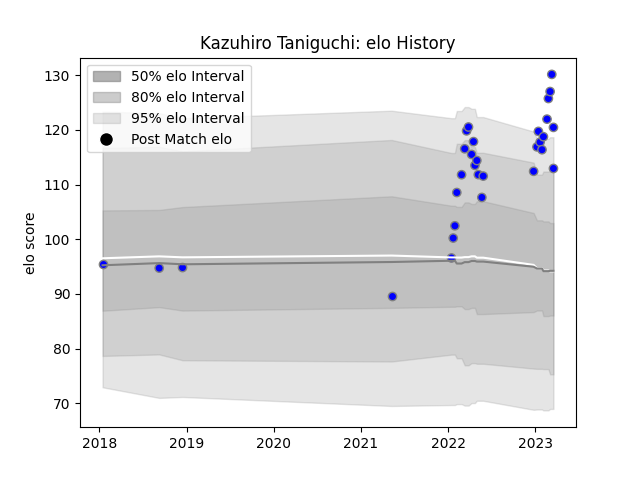 Kazuhiro Taniguchi: elo History
50% elo Interval
80% elo Interval
95% elo Interval
Post Match elo
elo score
130
120
110
100
90
80
70
2018 2019 2020 2021 2022 2023